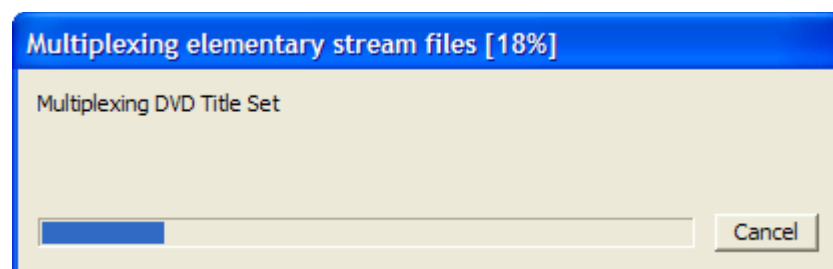 Multiplexing elementary stream files [18%]
Multiplexing DVD Title Set
Cancel